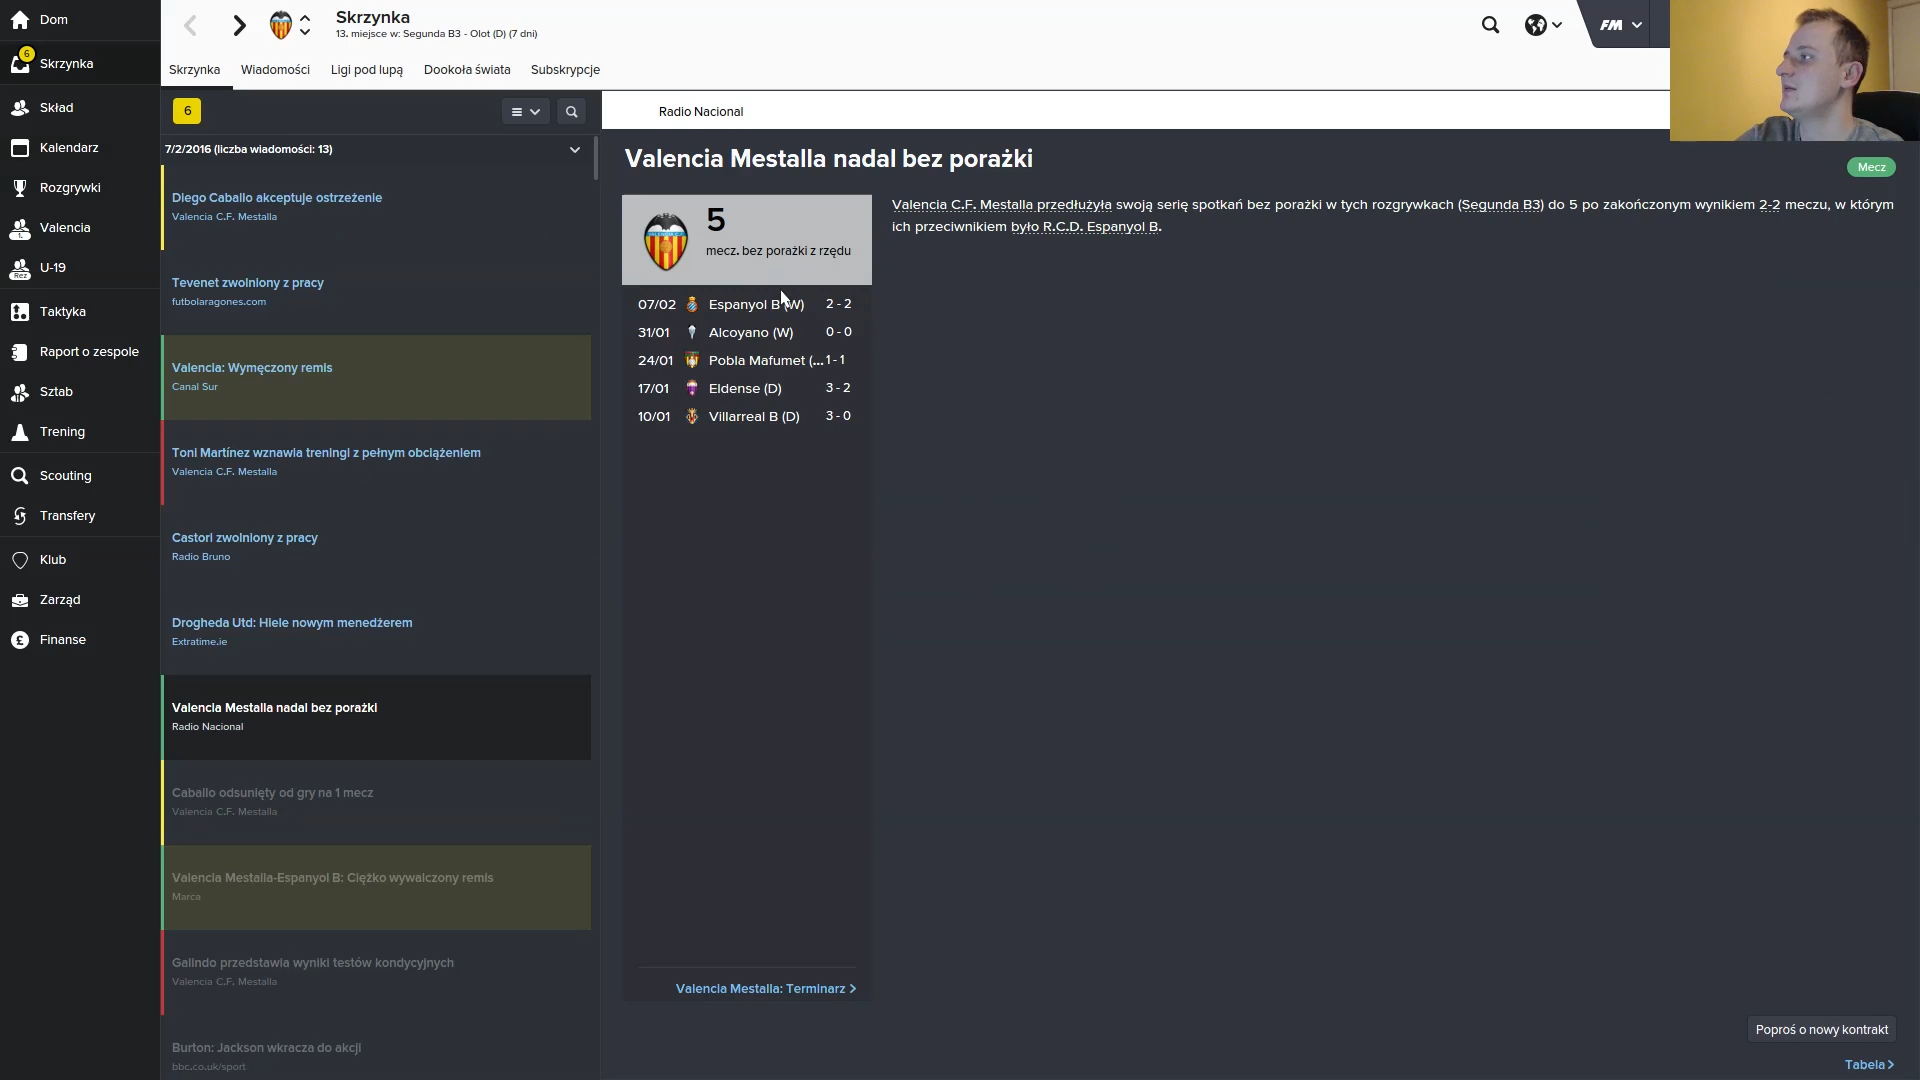 Dom
6
Skrzynka
Skład
Kalendarz
Rozgrywki
1.
Valencia
Rez
U-19
Taktyka
Raport o zespole
Sztab
Trening
Scouting
Transfery
Klub
Zarząd
Finanse
Skrzynka
13. miejsce w: Segunda B3 - Olot (D) (7 dni)
FM
Skrzynka
Wiadomości
Ligi pod lupą
Dookoła świata
Subskrypcje
6
7/2/2016 (liczba wiadomości: 13)
Diego Caballo akceptuje ostrzeżenie
Valencia C.F. Mestalla
Tevenet zwolniony z pracy
futbolaragones.com
Valencia: Wymęczony remis
Canal Sur
Toni Martínez wznawia treningi z pełnym obciążeniem
Valencia C.F. Mestalla
Castori zwolniony z pracy
Radio Bruno
Drogheda Utd: Hiele nowym menedżerem
Extratime.ie
Valencia Mestalla nadal bez porażki
Radio Nacional
Caballo odsunięty od gry na 1 mecz
Valencia C.F. Mestalla
Valencia Mestalla-Espanyol B: Ciężko wywalczony remis
Marca
Galindo przedstawia wyniki testów kondycyjnych
Valencia C.F. Mestalla
Burton: Jackson wkracza do akcji
bbc.co.uk/sport
Radio Nacional
Valencia Mestalla nadal bez porażki
Mecz
5
mecz. bez porażki z rzędu
07/02 Espanyol B (W) 2 - 2
31/01 Alcoyano (W) 0 - 0
24/01 Pobla Mafumet (... 1 - 1
17/01 Eldense (D) 3 - 2
10/01 Villarreal B (D) 3 - 0
Valencia Mestalla: Terminarz >
Valencia C.F. Mestalla przedłużyła swoją serię spotkań bez porażki w tych rozgrywkach (Segunda B3) do 5 po zakończonym wynikiem 2-2 meczu, w którym
ich przeciwnikiem było R.C.D. Espanyol B.
Poproś o nowy kontrakt
Tabela >